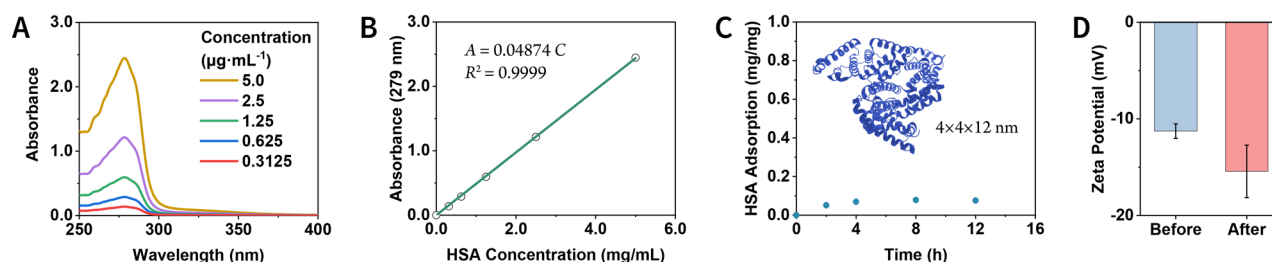 A
Absorbance
3.0
2.0
1.0
0.0
250
300
350
400
Wavelength (nm)
Concentration
(μg·mL⁻¹)
5.0
2.5
1.25
0.625
0.3125
B
Absorbance (279 nm)
3.0
2.0
1.0
0.0
0.0
2.0
4.0
6.0
HSA Concentration (mg/mL)
A = 0.04874 C
R² = 0.9999
C
HSA Adsorption (mg/mg)
1.0
0.8
0.6
0.4
0.2
0.0
0
4
8
12
Time (h)
4×4×12 nm
D
Zeta Potential (mV)
0
−10
−20
Before
After